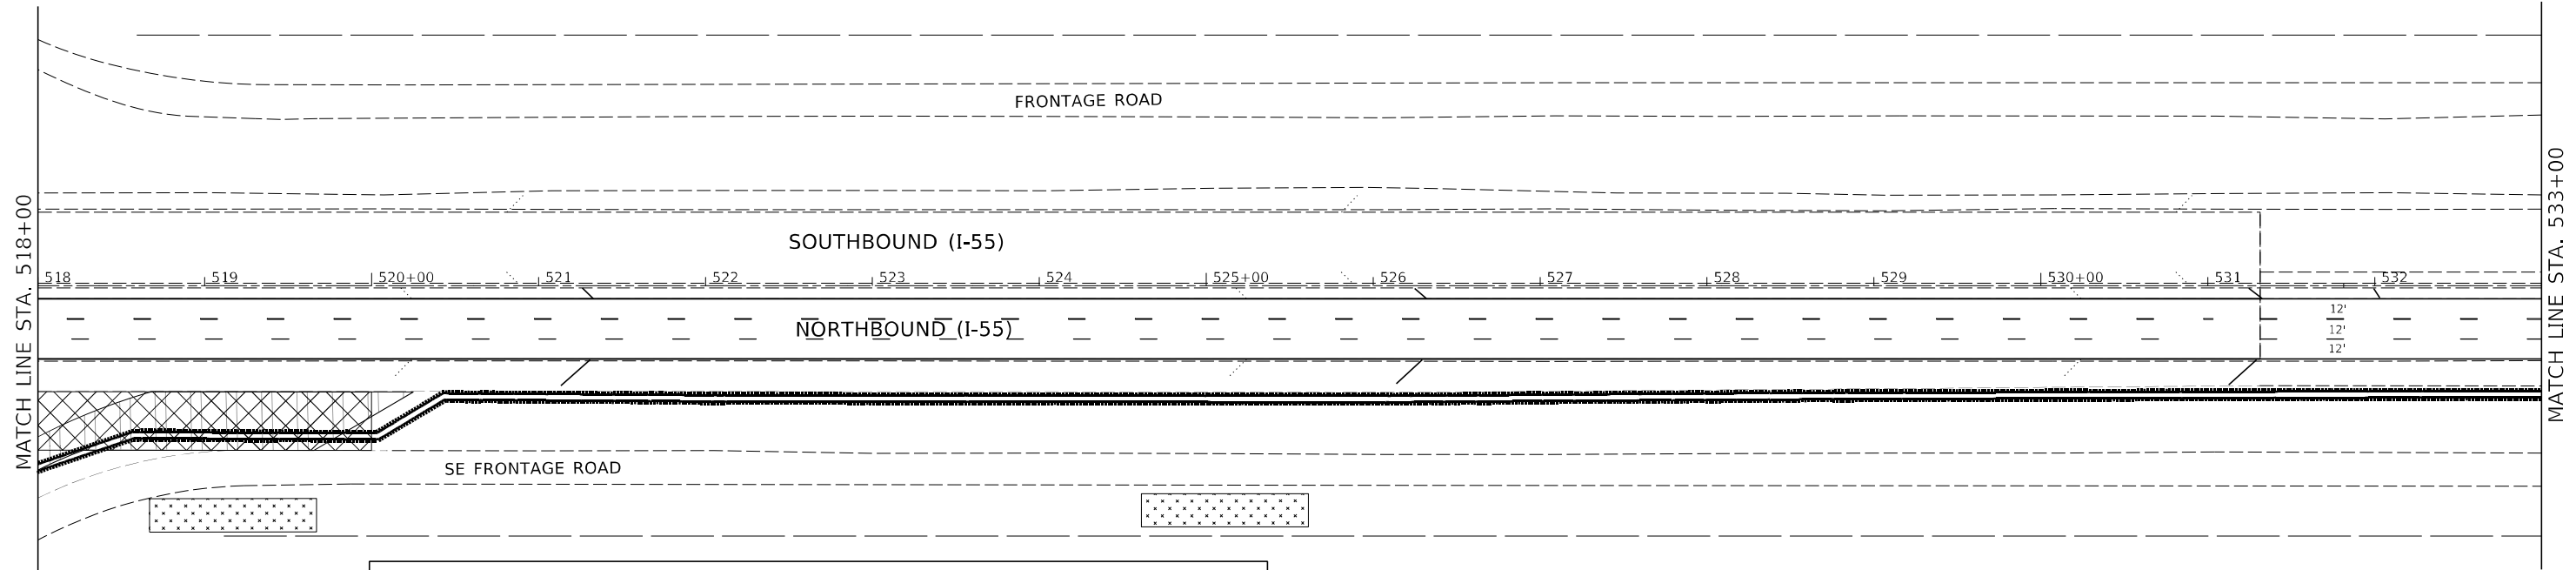 FRONTAGE ROAD
MATCH LINE STA. 518+00
MATCH LINE STA. 533+00
SOUTHBOUND (I-55)
518 519 520+00 521 522 523 524 525+00 526 527 528 529 530+00 531 532
12'
NORTHBOUND (I-55)
12'
12'
SE FRONTAGE ROAD